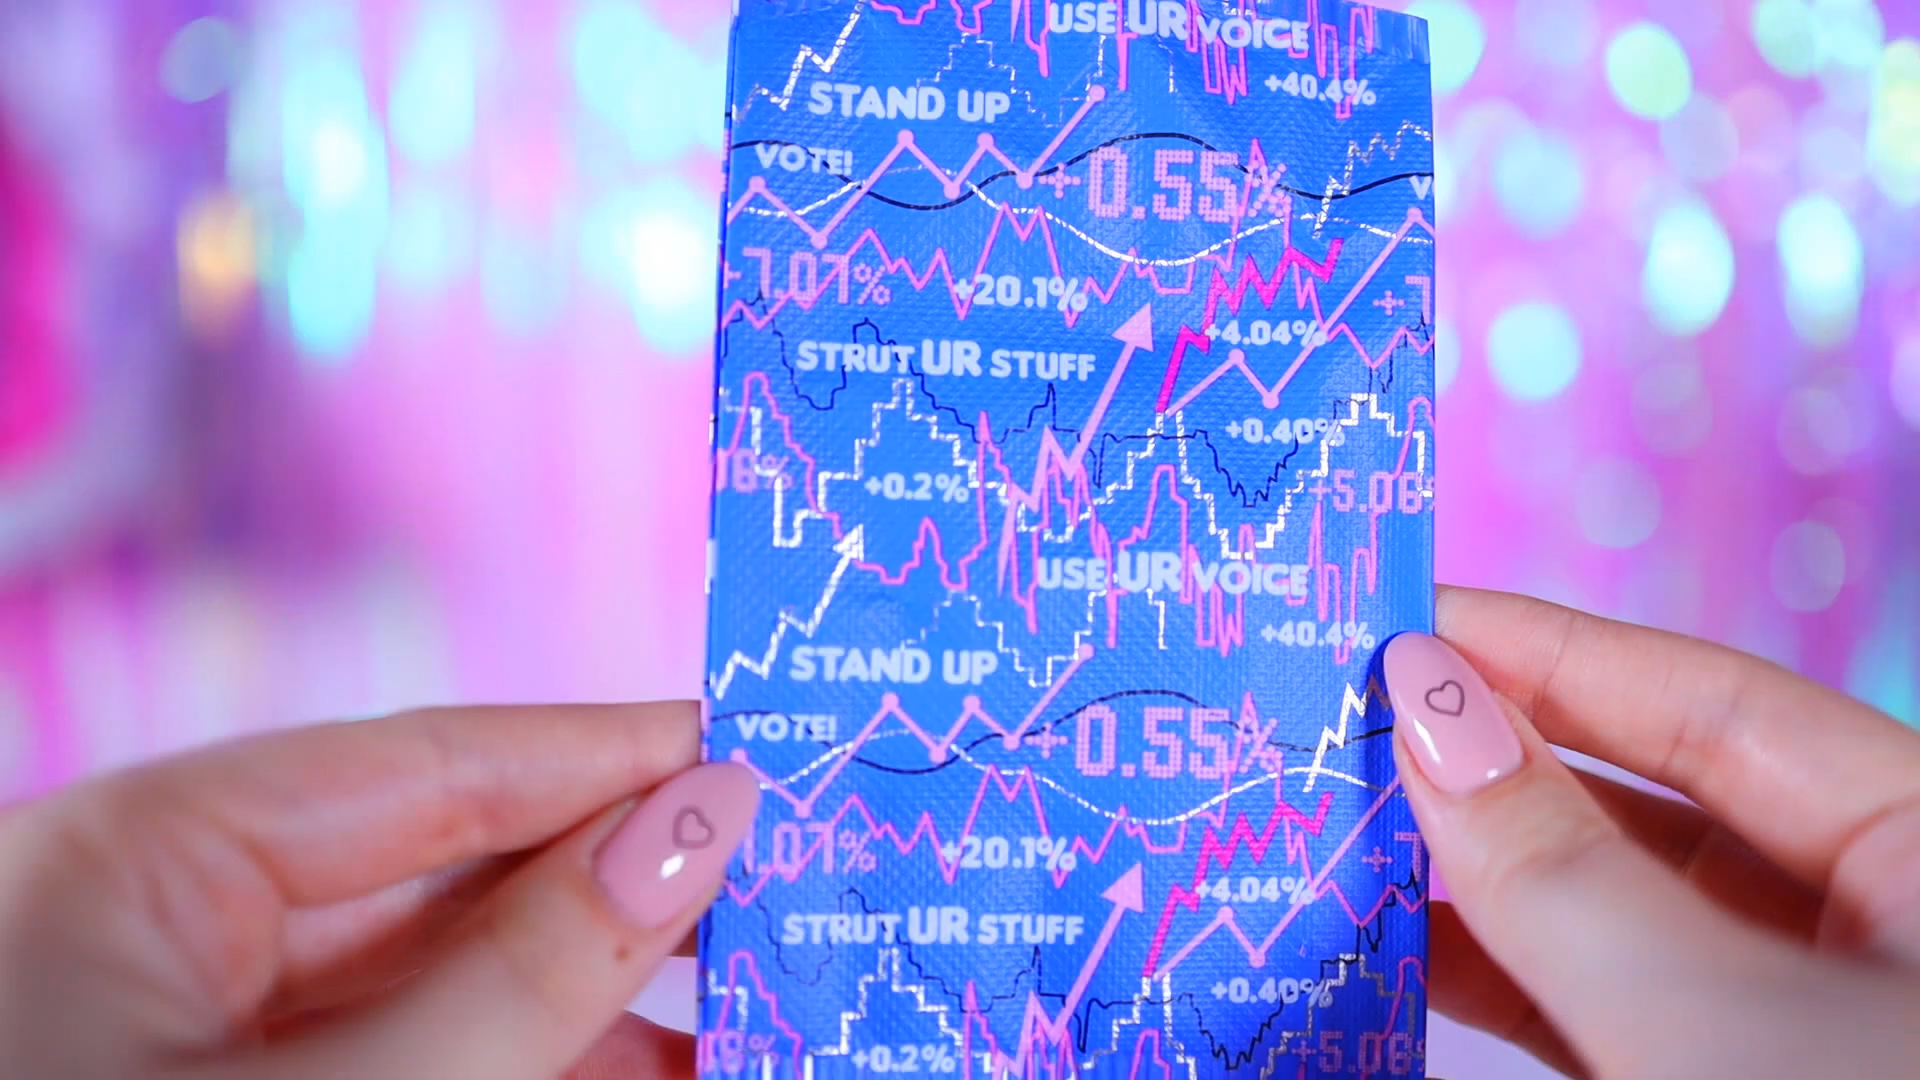 USE UR VOICE
+40.4%
STAND UP
VOTE!
+0.55%
+7.07%
+20.1%
+4.04%
STRUT UR STUFF
+0.40%
+0.2%
+5.06
USE UR VOICE
+40.4%
STAND UP
VOTE!
+0.55%
+20.1%
+4.04%
STRUT UR STUFF
+0.40%
+0.2%
+5.06